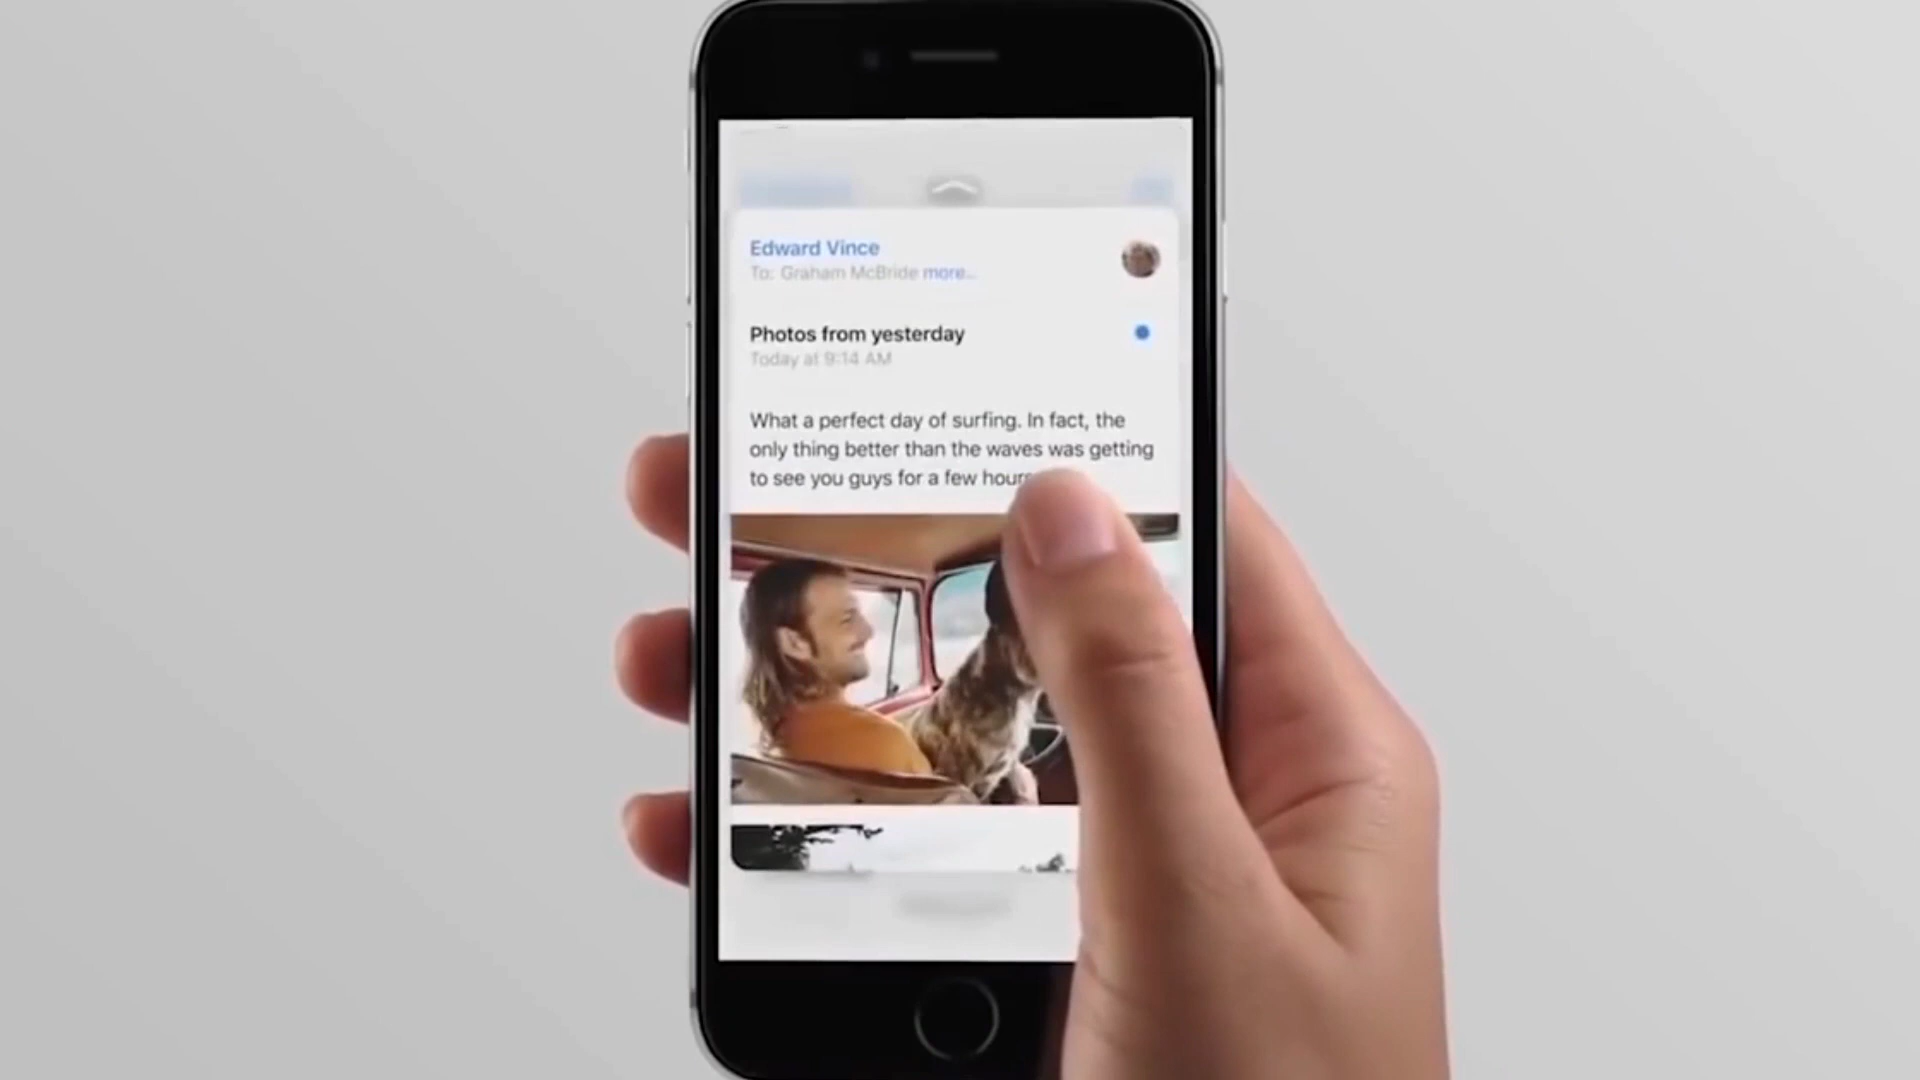 Edward Vince
To: Graham McBride more...
Photos from yesterday
Today at 9:14 AM
What a perfect day of surfing. In fact, the
only thing better than the waves was getting
to see you guys for a few hours